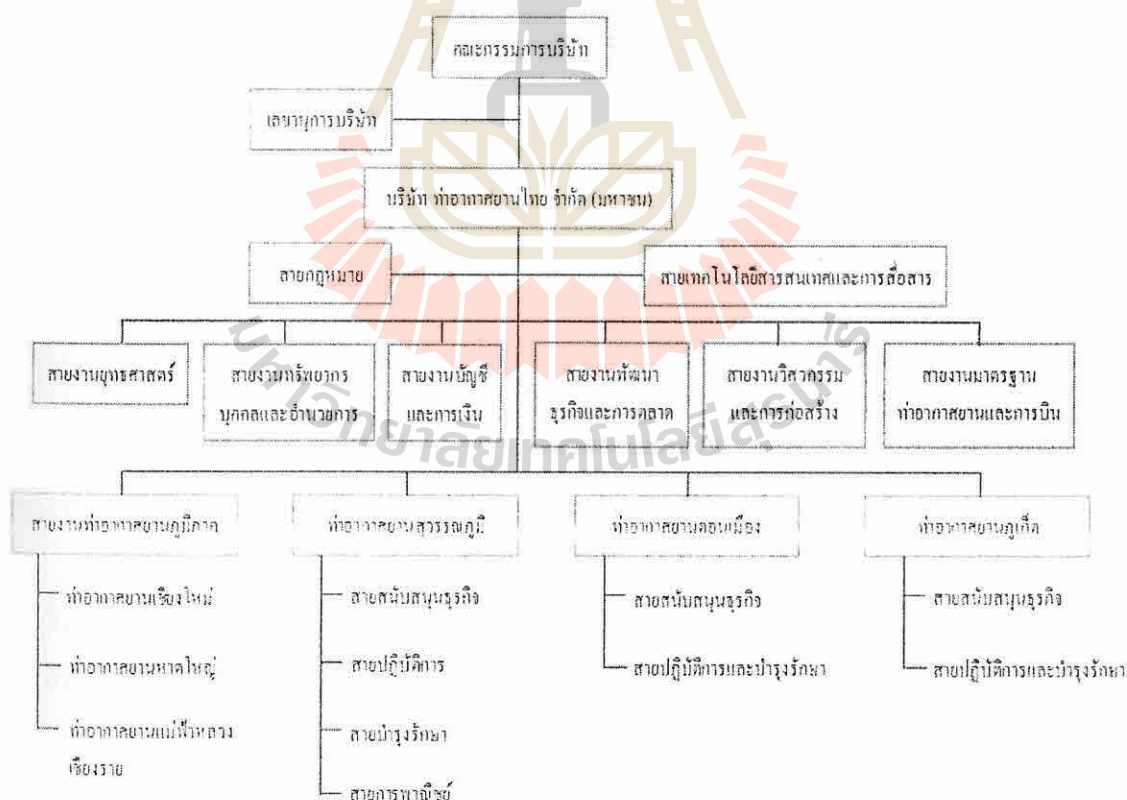 คณะกรรมการบริษัท
เลขานุการบริษัท
บริษัท ท่าอากาศยานไทย จำกัด (มหาชน)
สายกฎหมาย
สายเทคโนโลยีสารสนเทศและการสื่อสาร
สายงานยุทธศาสตร์
สายงานทรัพยากร
บุคคลและอำนวยการ
สายงานบัญชี
และการเงิน
สายงานพัฒนา
ธุรกิจและการตลาด
สายงานวิศวกรรม
และการก่อสร้าง
สายงานมาตรฐาน
ท่าอากาศยานและการบิน
มหาวิทยาลัยเทคโนโลยีสุรนารี
สายงานท่าอากาศยานภูมิภาค
ท่าอากาศยานเชียงใหม่
ท่าอากาศยานหาดใหญ่
ท่าอากาศยานแม่ฟ้าหลวง
เชียงราย
ท่าอากาศยานสุวรรณภูมิ
สายสนับสนุนธุรกิจ
สายปฏิบัติการ
สายบำรุงรักษา
สายการพาณิชย์
ท่าอากาศยานดอนเมือง
สายสนับสนุนธุรกิจ
สายปฏิบัติการและบำรุงรักษา
ท่าอากาศยานภูเก็ต
สายสนับสนุนธุรกิจ
สายปฏิบัติการและบำรุงรักษา